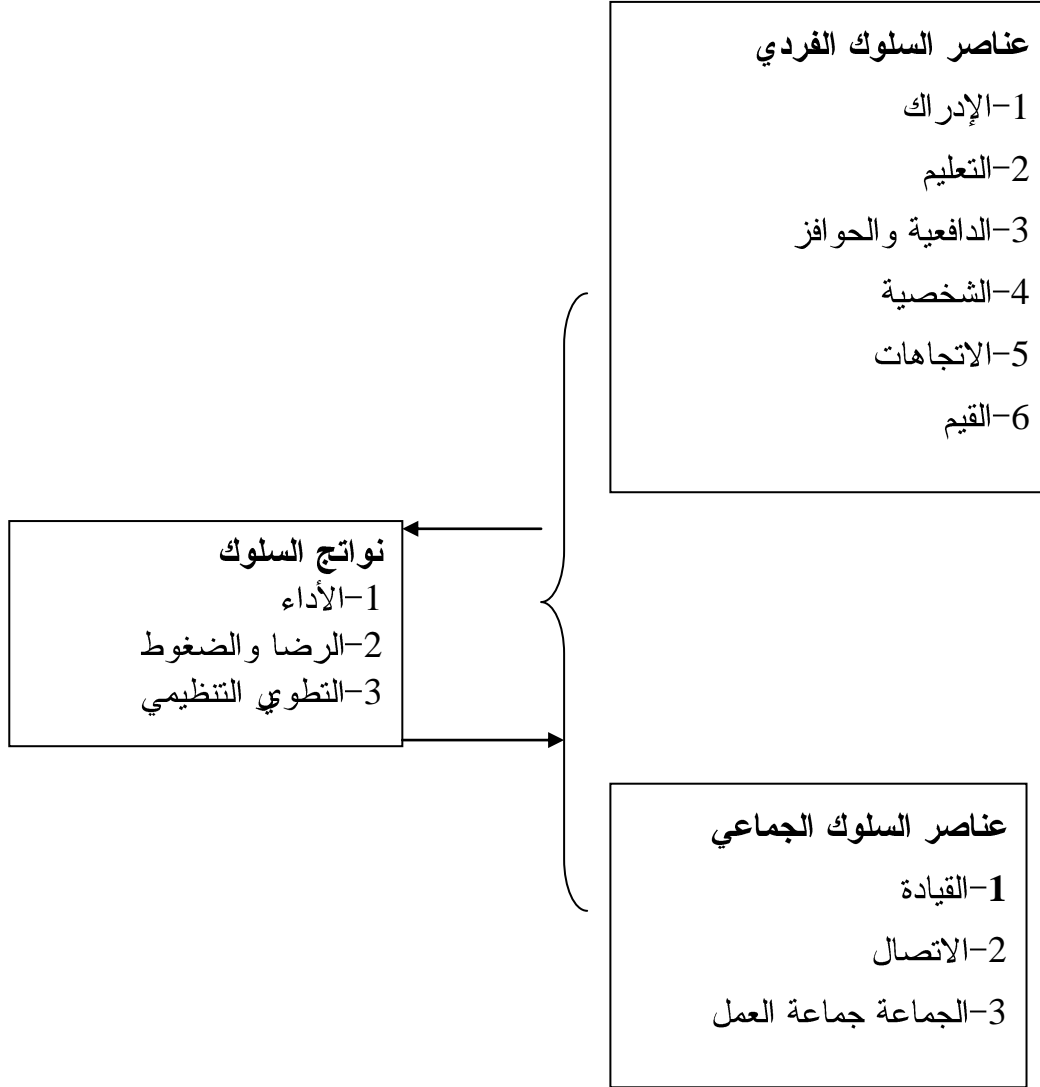 عناصر السلوك الفردي
1-الإدراك
2-التعليم
3-الدافعية والحوافز
4-الشخصية
5-الاتجاهات
6-القيم
نواتج السلوك
1-الأداء
2-الرضا والضغوط
3-التطوي التنظيمي
عناصر السلوك الجماعي
1-القيادة
2-الاتصال
3-الجماعة جماعة العمل